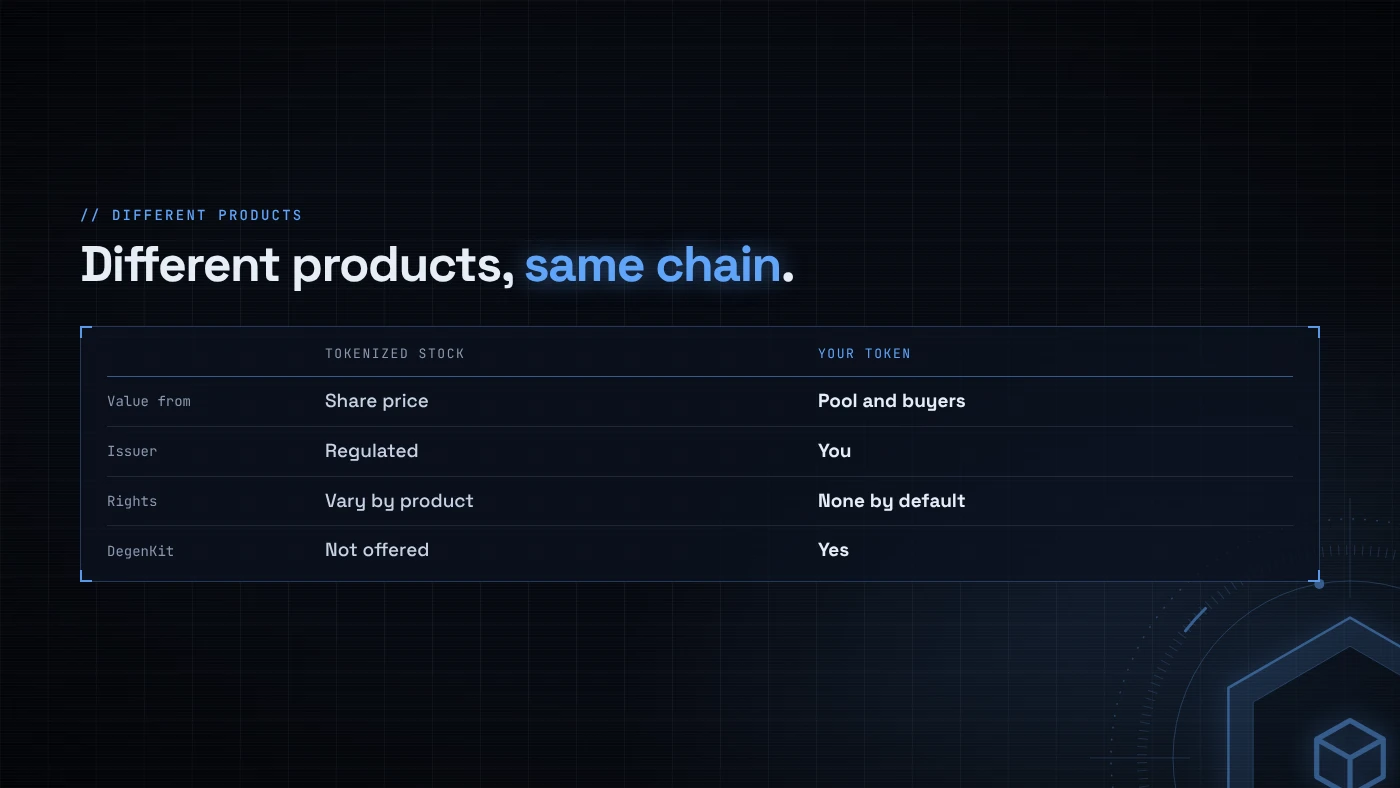 // DIFFERENT PRODUCTS
Different products, same chain.
TOKENIZED STOCK YOUR TOKEN
Value from Share price Pool and buyers
Issuer Regulated You
Rights Vary by product None by default
DegenKit Not offered Yes